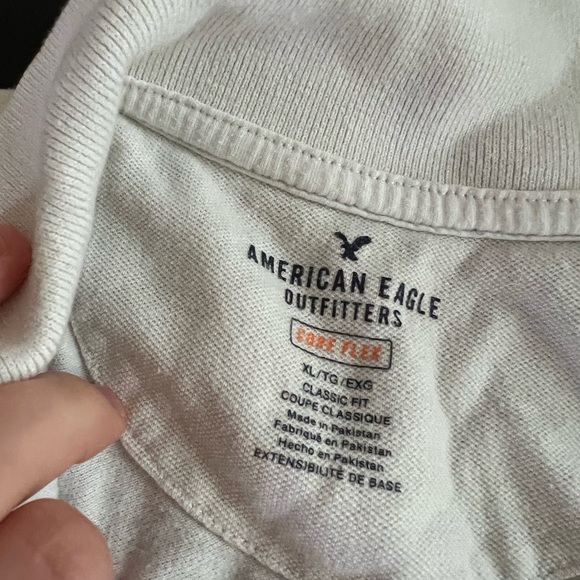 AMERICAN EAGLE
OUTFITTERS
CORE FLEX
XL/TG/EXG
CLASSIC FIT
COUPE CLASSIQUE
Made in Pakistan
Fabriqué en Pakistan
Hecho en Pakistan
EXTENSIBILITÉ DE BASE